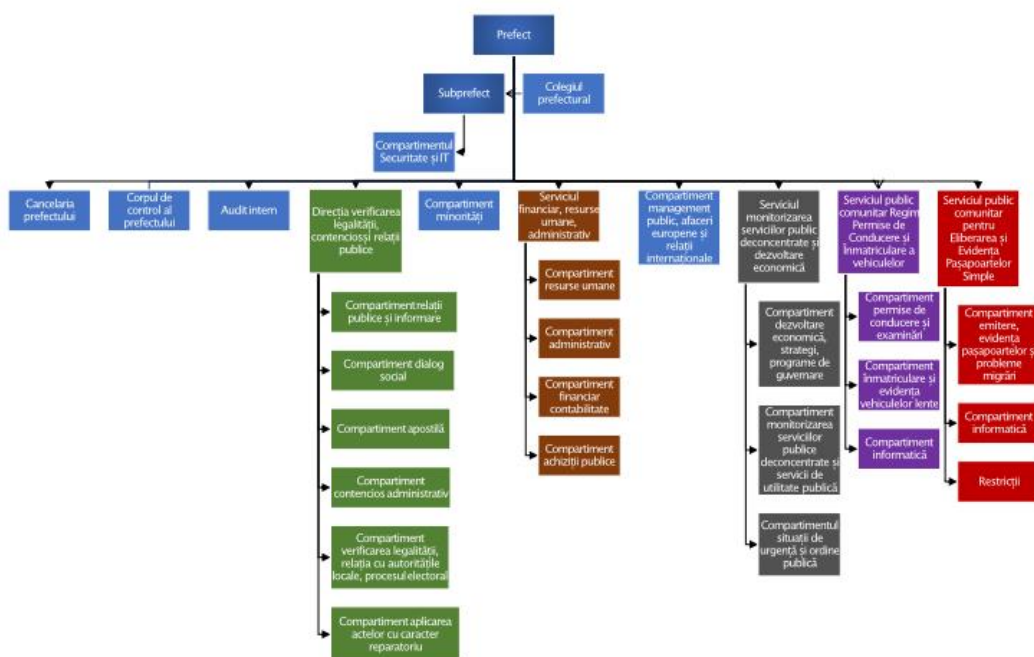 Prefect
Subprefect
Colegiul
prefectural
Compartimentul
Securitate și IT
Cancelaria
prefectului
Corpul de
control al
prefectului
Audit intern
Direcția verificarea
legalității,
contencios și relații
publice
Compartiment
minorități
Serviciul
financiar, resurse
umane,
administrativ
Compartiment
management
public, afaceri
europene și
relații
internationale
Serviciul
monitorizarea
serviciilor public
deconcentrate și
dezvoltare
economică
Serviciul public
comunitar Regim
Permise de
Conducere și
Înmatriculare a
vehiculelor
Serviciul public
comunitar
pentru
Eliberarea și
Evidența
Pașapoartelor
Simple
Compartiment relații
publice și informare
Compartiment dialog
social
Compartiment apostilă
Compartiment
contencios administrativ
Compartiment
verificarea legalității,
relația cu autoritățile
locale, procesul electoral
Compartiment aplicarea
actelor cu caracter
reparatoriu
Compartiment
resurse umane
Compartiment
administrativ
Compartiment
financiar
contabilitate
Compartiment
achiziții publice
Compartiment
dezvoltare
economică,
strategi,
programe de
guvernare
Compartiment
monitorizarea
serviciilor
publice
deconcentrate și
servicii de
utilitate publică
Compartimentul
situații de
urgență și ordine
publică
Compartiment
permise de
conducere și
examinări
Compartiment
înmatriculare și
evidența
vehiculelor lente
Compartiment
informatică
Compartiment
emitere,
evidența
pașapoartelor ș
probleme
migrări
Compartiment
informatică
Restricții